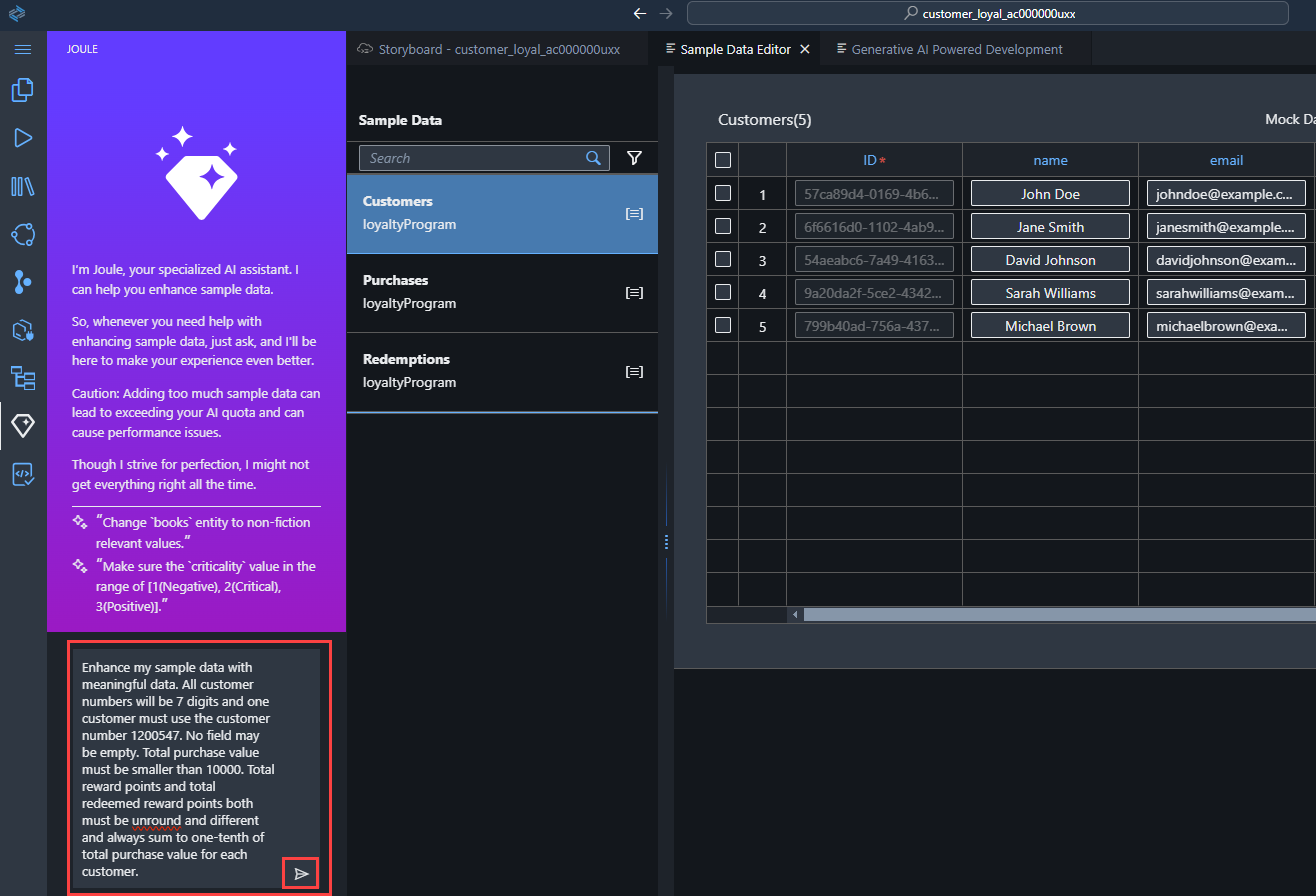 customer_loyal_ac000000uxx
JOULE
Storyboard - customer_loyal_ac000000uxx
Sample Data Editor
Generative AI Powered Development
I'm Joule, your specialized AI assistant. I
can help you enhance sample data.
So, whenever you need help with
enhancing sample data, just ask, and I'll be
here to make your experience even better.
Caution: Adding too much sample data can
lead to exceeding your AI quota and can
cause performance issues.
Though I strive for perfection, I might not
get everything right all the time.
"Change `books` entity to non-fiction
relevant values."
"Make sure the `criticality` value in the
range of [1(Negative), 2(Critical),
3(Positive)]."
Enhance my sample data with
meaningful data. All customer
numbers will be 7 digits and one
customer must use the customer
number 1200547. No field may
be empty. Total purchase value
must be smaller than 10000. Total
reward points and total
redeemed reward points both
must be unround and different
and always sum to one-tenth of
total purchase value for each
customer.
Sample Data
Search
Customers
loyaltyProgram
Purchases
loyaltyProgram
Redemptions
loyaltyProgram
Customers(5)
Mock Da
ID* name email
1 57ca89d4-0169-4b6... John Doe johndoe@example.c...
2 6f6616d0-1102-4ab9... Jane Smith janesmith@example....
3 54aeabc6-7a49-4163... David Johnson davidjohnson@exam...
4 9a20da2f-5ce2-4342... Sarah Williams sarahwilliams@exam...
5 799b40ad-756a-437... Michael Brown michaelbrown@exa...